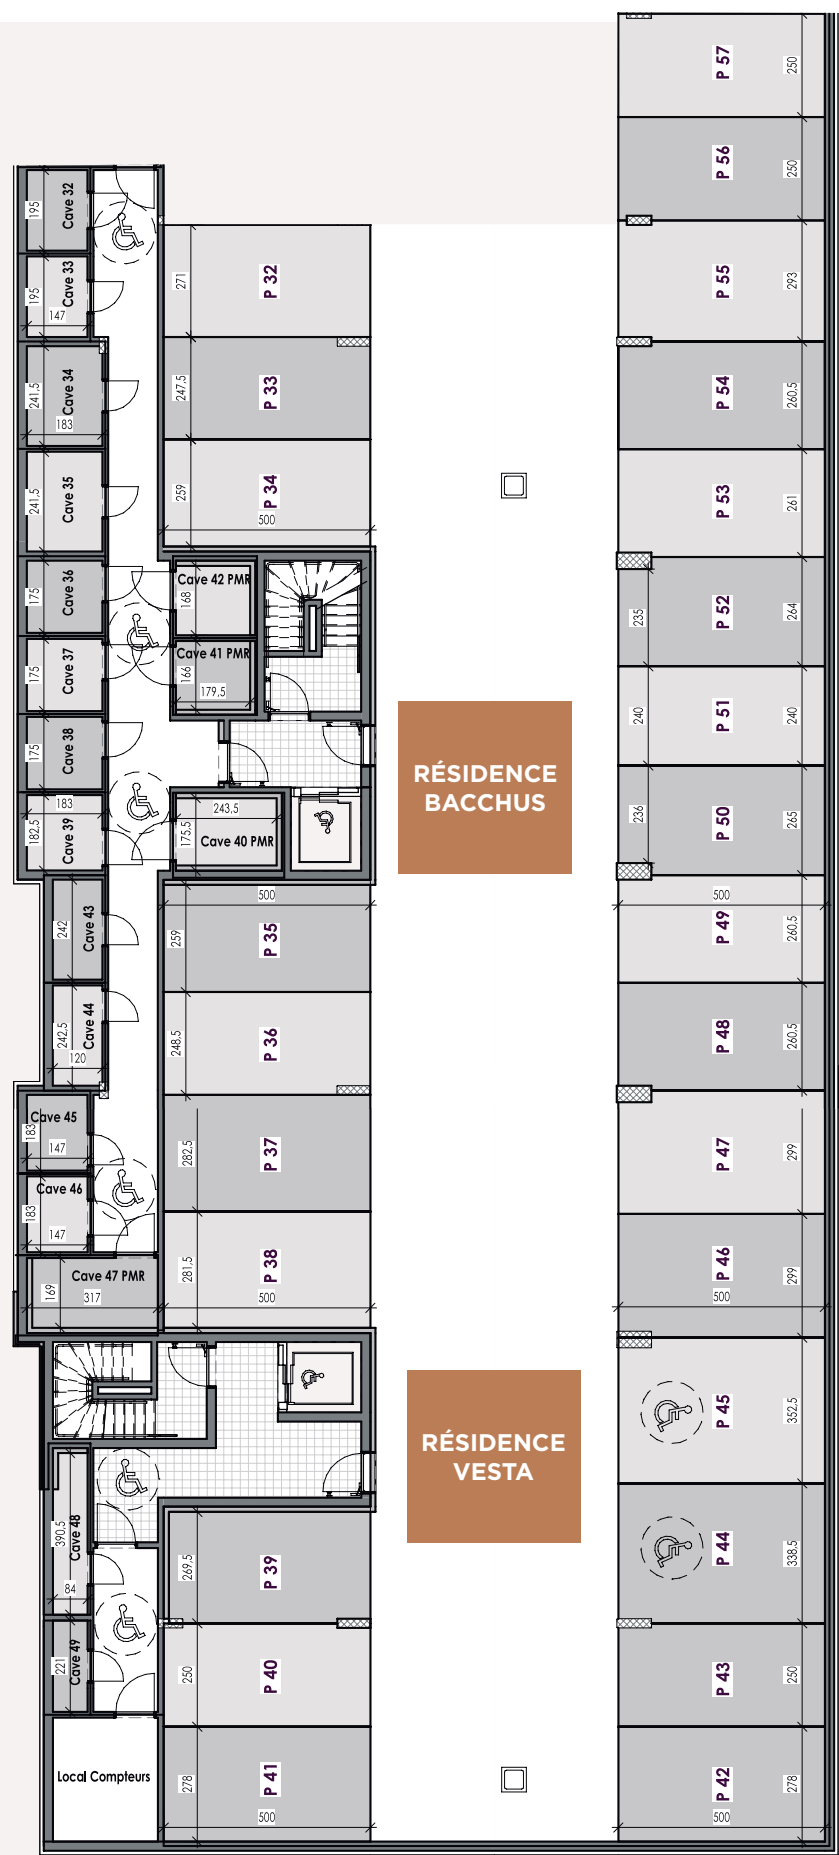 P 57
250
P 56
250
P 55
293
P 54
260.5
P 53
261
P 52
235
264
P 51
240
240
P 50
236
265
500
P 49
260.5
P 48
260.5
P 47
299
P 46
299
500
P 45
352.5
P 44
338.5
P 43
250
P 42
278
500
Cave 32
195
Cave 33
195
147
Cave 34
241,5
183
Cave 35
241,5
Cave 36
175
Cave 37
175
Cave 38
175
183
Cave 39
182,5
Cave 43
242
Cave 44
242,5
120
Cave 45
183
147
Cave 46
183
147
Cave 47 PMR
169
317
Cave 48
390,5
84
Cave 49
221
Local Compteurs
P 32
271
P 33
247.5
P 34
259
500
Cave 42 PMR
168
Cave 41 PMR
166
179,5
243,5
175,5
Cave 40 PMR
RÉSIDENCE
BACCHUS
500
P 35
259
P 36
248.5
P 37
282,5
P 38
281,5
500
RÉSIDENCE
VESTA
P 39
269.5
P 40
250
P 41
278
500